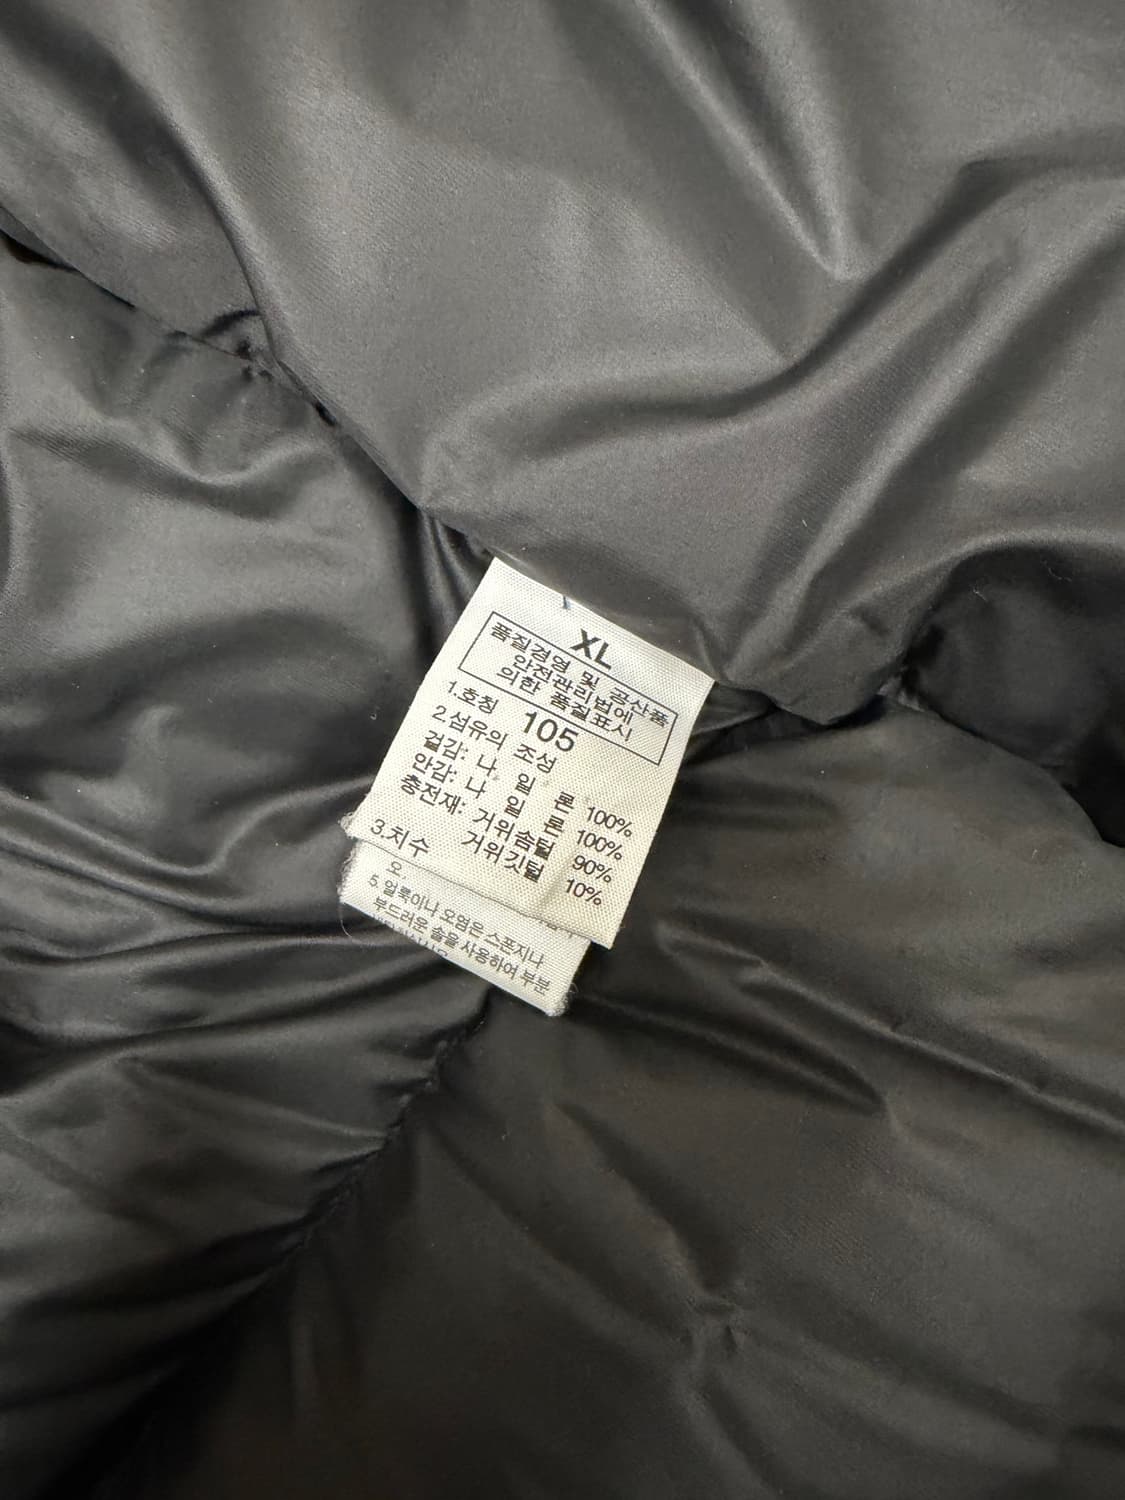 XL
품질경영 및 공산품
안전관리법에
의한 품질표시
1.호칭 105
2.섬유의 조성
겉감: 나 일 론 100%
안감: 나 일 론 100%
충전재: 거위솜털 90%
거위깃털 10%
3.치수
오
5. 얼룩이나 오염은 스폰지나
부드러운 솔을 사용하여 부분